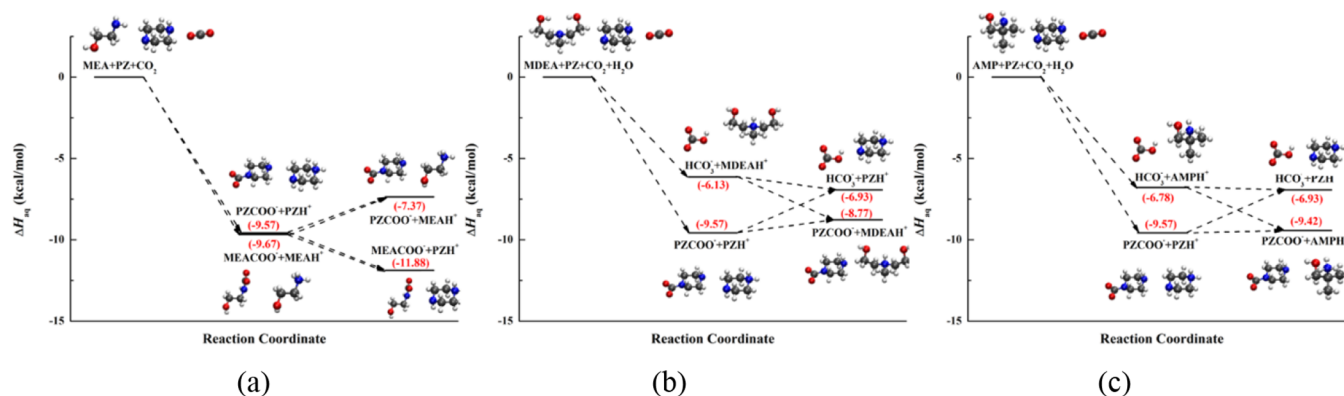 MEA+PZ+CO₂
0
-5
-10
-15
ΔH_aq (kcal/mol)
PZCOO⁻+PZH⁺
(-9.57)
(-9.67)
MEACOO⁻+MEAH⁺
(-7.37)
PZCOO⁻+MEAH⁺
MEACOO⁻+PZH⁺
(-11.88)
Reaction Coordinate
(a)
MDEA+PZ+CO₂+H₂O
0
-5
-10
-15
ΔH_aq (kcal/mol)
HCO₃⁻+MDEAH⁺
(-6.13)
(-9.57)
PZCOO⁻+PZH⁺
HCO₃⁻+PZH⁺
(-6.93)
(-8.77)
PZCOO⁻+MDEAH⁺
Reaction Coordinate
(b)
AMP+PZ+CO₂+H₂O
0
-5
-10
-15
ΔH_aq (kcal/mol)
HCO₃⁻+AMPH⁺
(-6.78)
(-9.57)
PZCOO⁻+PZH⁺
HCO₃⁻+PZH
(-6.93)
(-9.42)
PZCOO⁻+AMPH
Reaction Coordinate
(c)